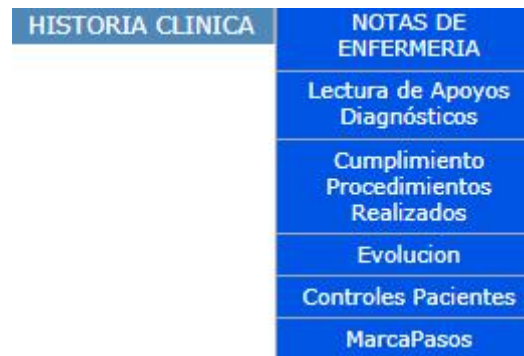 HISTORIA CLINICA
NOTAS DE
ENFERMERIA
Lectura de Apoyos
Diagnósticos
Cumplimiento
Procedimientos
Realizados
Evolucion
Controles Pacientes
MarcaPasos